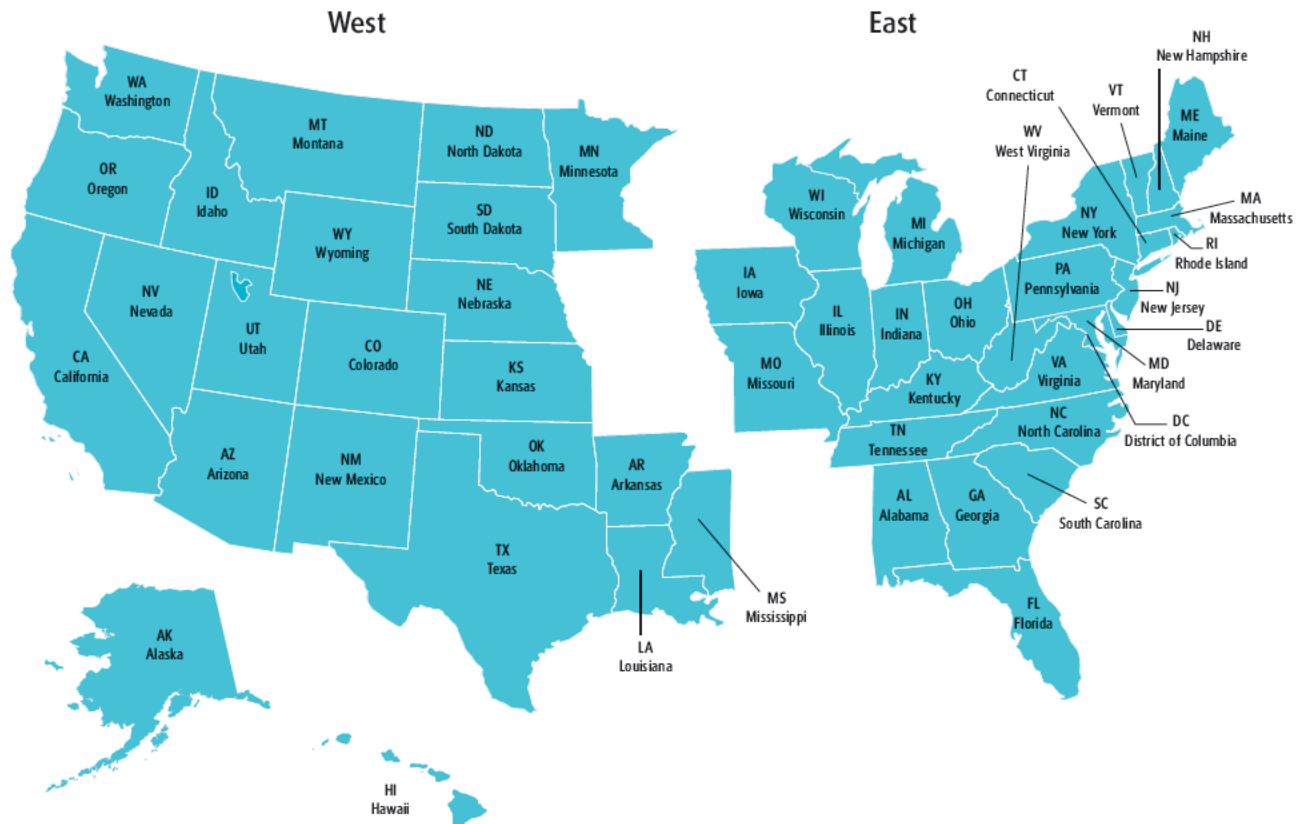 West
East
WA
Washington
OR
Oregon
ID
Idaho
MT
Montana
WY
Wyoming
ND
North Dakota
SD
South Dakota
NE
Nebraska
MN
Minnesota
CA
California
NV
Nevada
UT
Utah
CO
Colorado
KS
Kansas
AZ
Arizona
NM
New Mexico
OK
Oklahoma
AR
Arkansas
TX
Texas
MS
Mississippi
LA
Louisiana
AK
Alaska
HI
Hawaii
NH
New Hampshire
CT
Connecticut
VT
Vermont
WV
West Virginia
ME
Maine
WI
Wisconsin
MI
Michigan
NY
New York
MA
Massachusetts
RI
Rhode Island
IA
Iowa
IL
Illinois
IN
Indiana
OH
Ohio
PA
Pennsylvania
NJ
New Jersey
DE
Delaware
MO
Missouri
KY
Kentucky
VA
Virginia
MD
Maryland
TN
Tennessee
NC
North Carolina
DC
District of Columbia
AL
Alabama
GA
Georgia
SC
South Carolina
FL
Florida